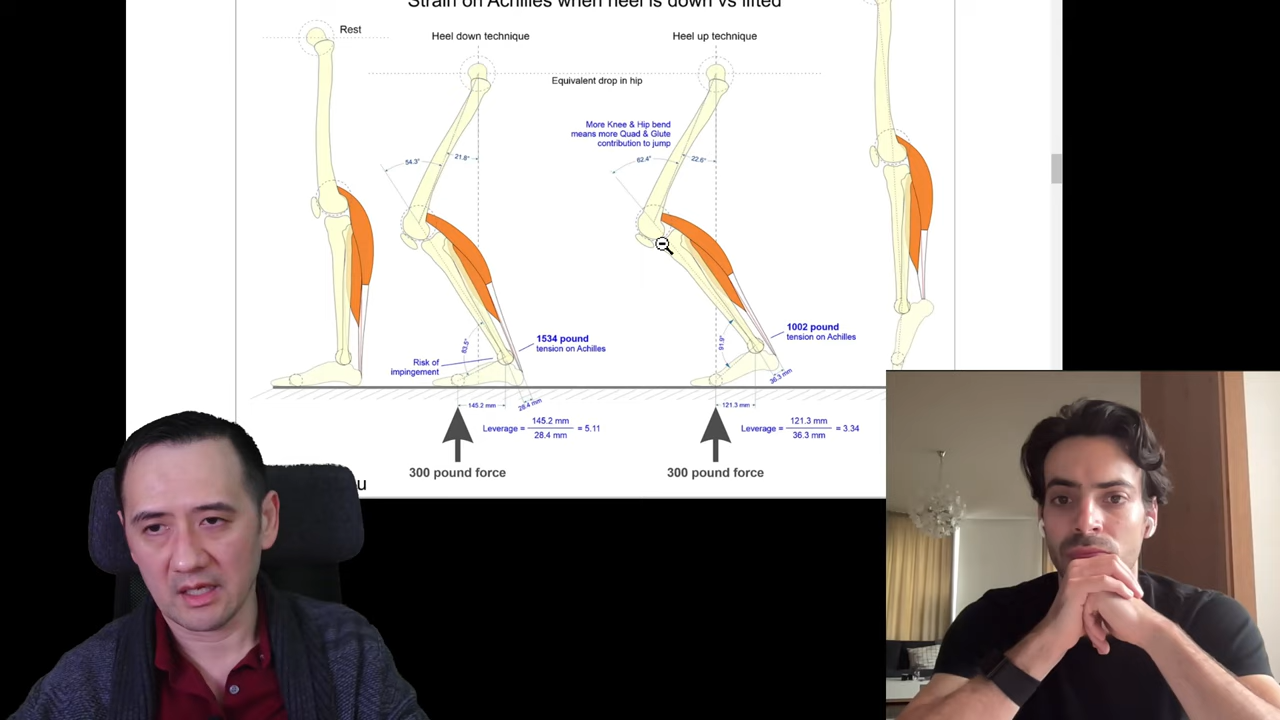 Strain on Achilles when heel is down vs lifted
Rest
Heel down technique
Heel up technique
Equivalent drop in hip
More Knee & Hip bend
means more Quad & Glute
contribution to jump
54.3°
21.8°
62.4°
22.6°
1534 pound
tension on Achilles
1002 pound
tension on Achilles
83.5°
91.9°
Risk of
impingement
145.2 mm
28.4 mm
121.3 mm
36.3 mm
Leverage = 145.2 mm / 28.4 mm = 5.11
Leverage = 121.3 mm / 36.3 mm = 3.34
300 pound force
300 pound force
u